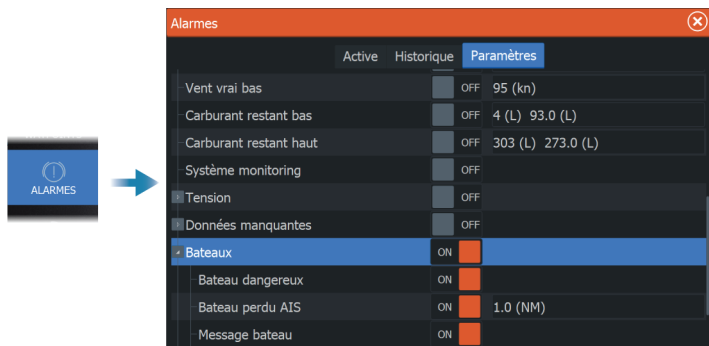 ALARMES
Alarmes
Active Historique Paramètres
Vent vrai bas OFF 95 (kn)
Carburant restant bas OFF 4 (L) 93.0 (L)
Carburant restant haut OFF 303 (L) 273.0 (L)
Système monitoring OFF
Tension OFF
Données manquantes OFF
Bateaux ON
Bateau dangereux ON
Bateau perdu AIS ON 1.0 (NM)
Message bateau ON